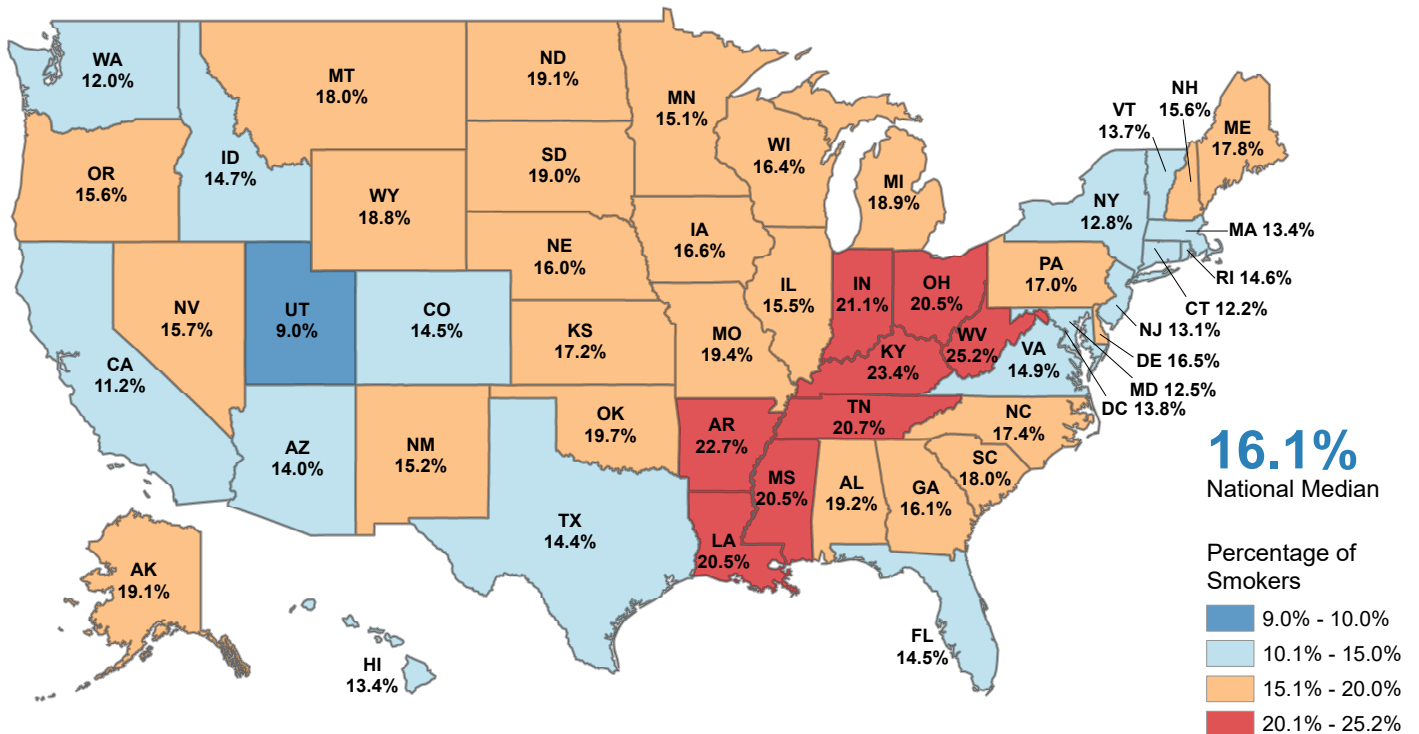 WA
12.0%
MT
18.0%
ND
19.1%
MN
15.1%
OR
15.6%
ID
14.7%
WY
18.8%
SD
19.0%
WI
16.4%
MI
18.9%
VT
13.7%
NH
15.6%
ME
17.8%
NY
12.8%
MA 13.4%
RI 14.6%
CT 12.2%
NJ 13.1%
DE 16.5%
MD 12.5%
DC 13.8%
NV
15.7%
UT
9.0%
CO
14.5%
NE
16.0%
IA
16.6%
IL
15.5%
IN
21.1%
OH
20.5%
PA
17.0%
CA
11.2%
KS
17.2%
MO
19.4%
KY
23.4%
WV
25.2%
VA
14.9%
AZ
14.0%
NM
15.2%
OK
19.7%
AR
22.7%
TN
20.7%
NC
17.4%
SC
18.0%
TX
14.4%
LA
20.5%
MS
20.5%
AL
19.2%
GA
16.1%
AK
19.1%
HI
13.4%
FL
14.5%
16.1%
National Median
Percentage of
Smokers
9.0% - 10.0%
10.1% - 15.0%
15.1% - 20.0%
20.1% - 25.2%